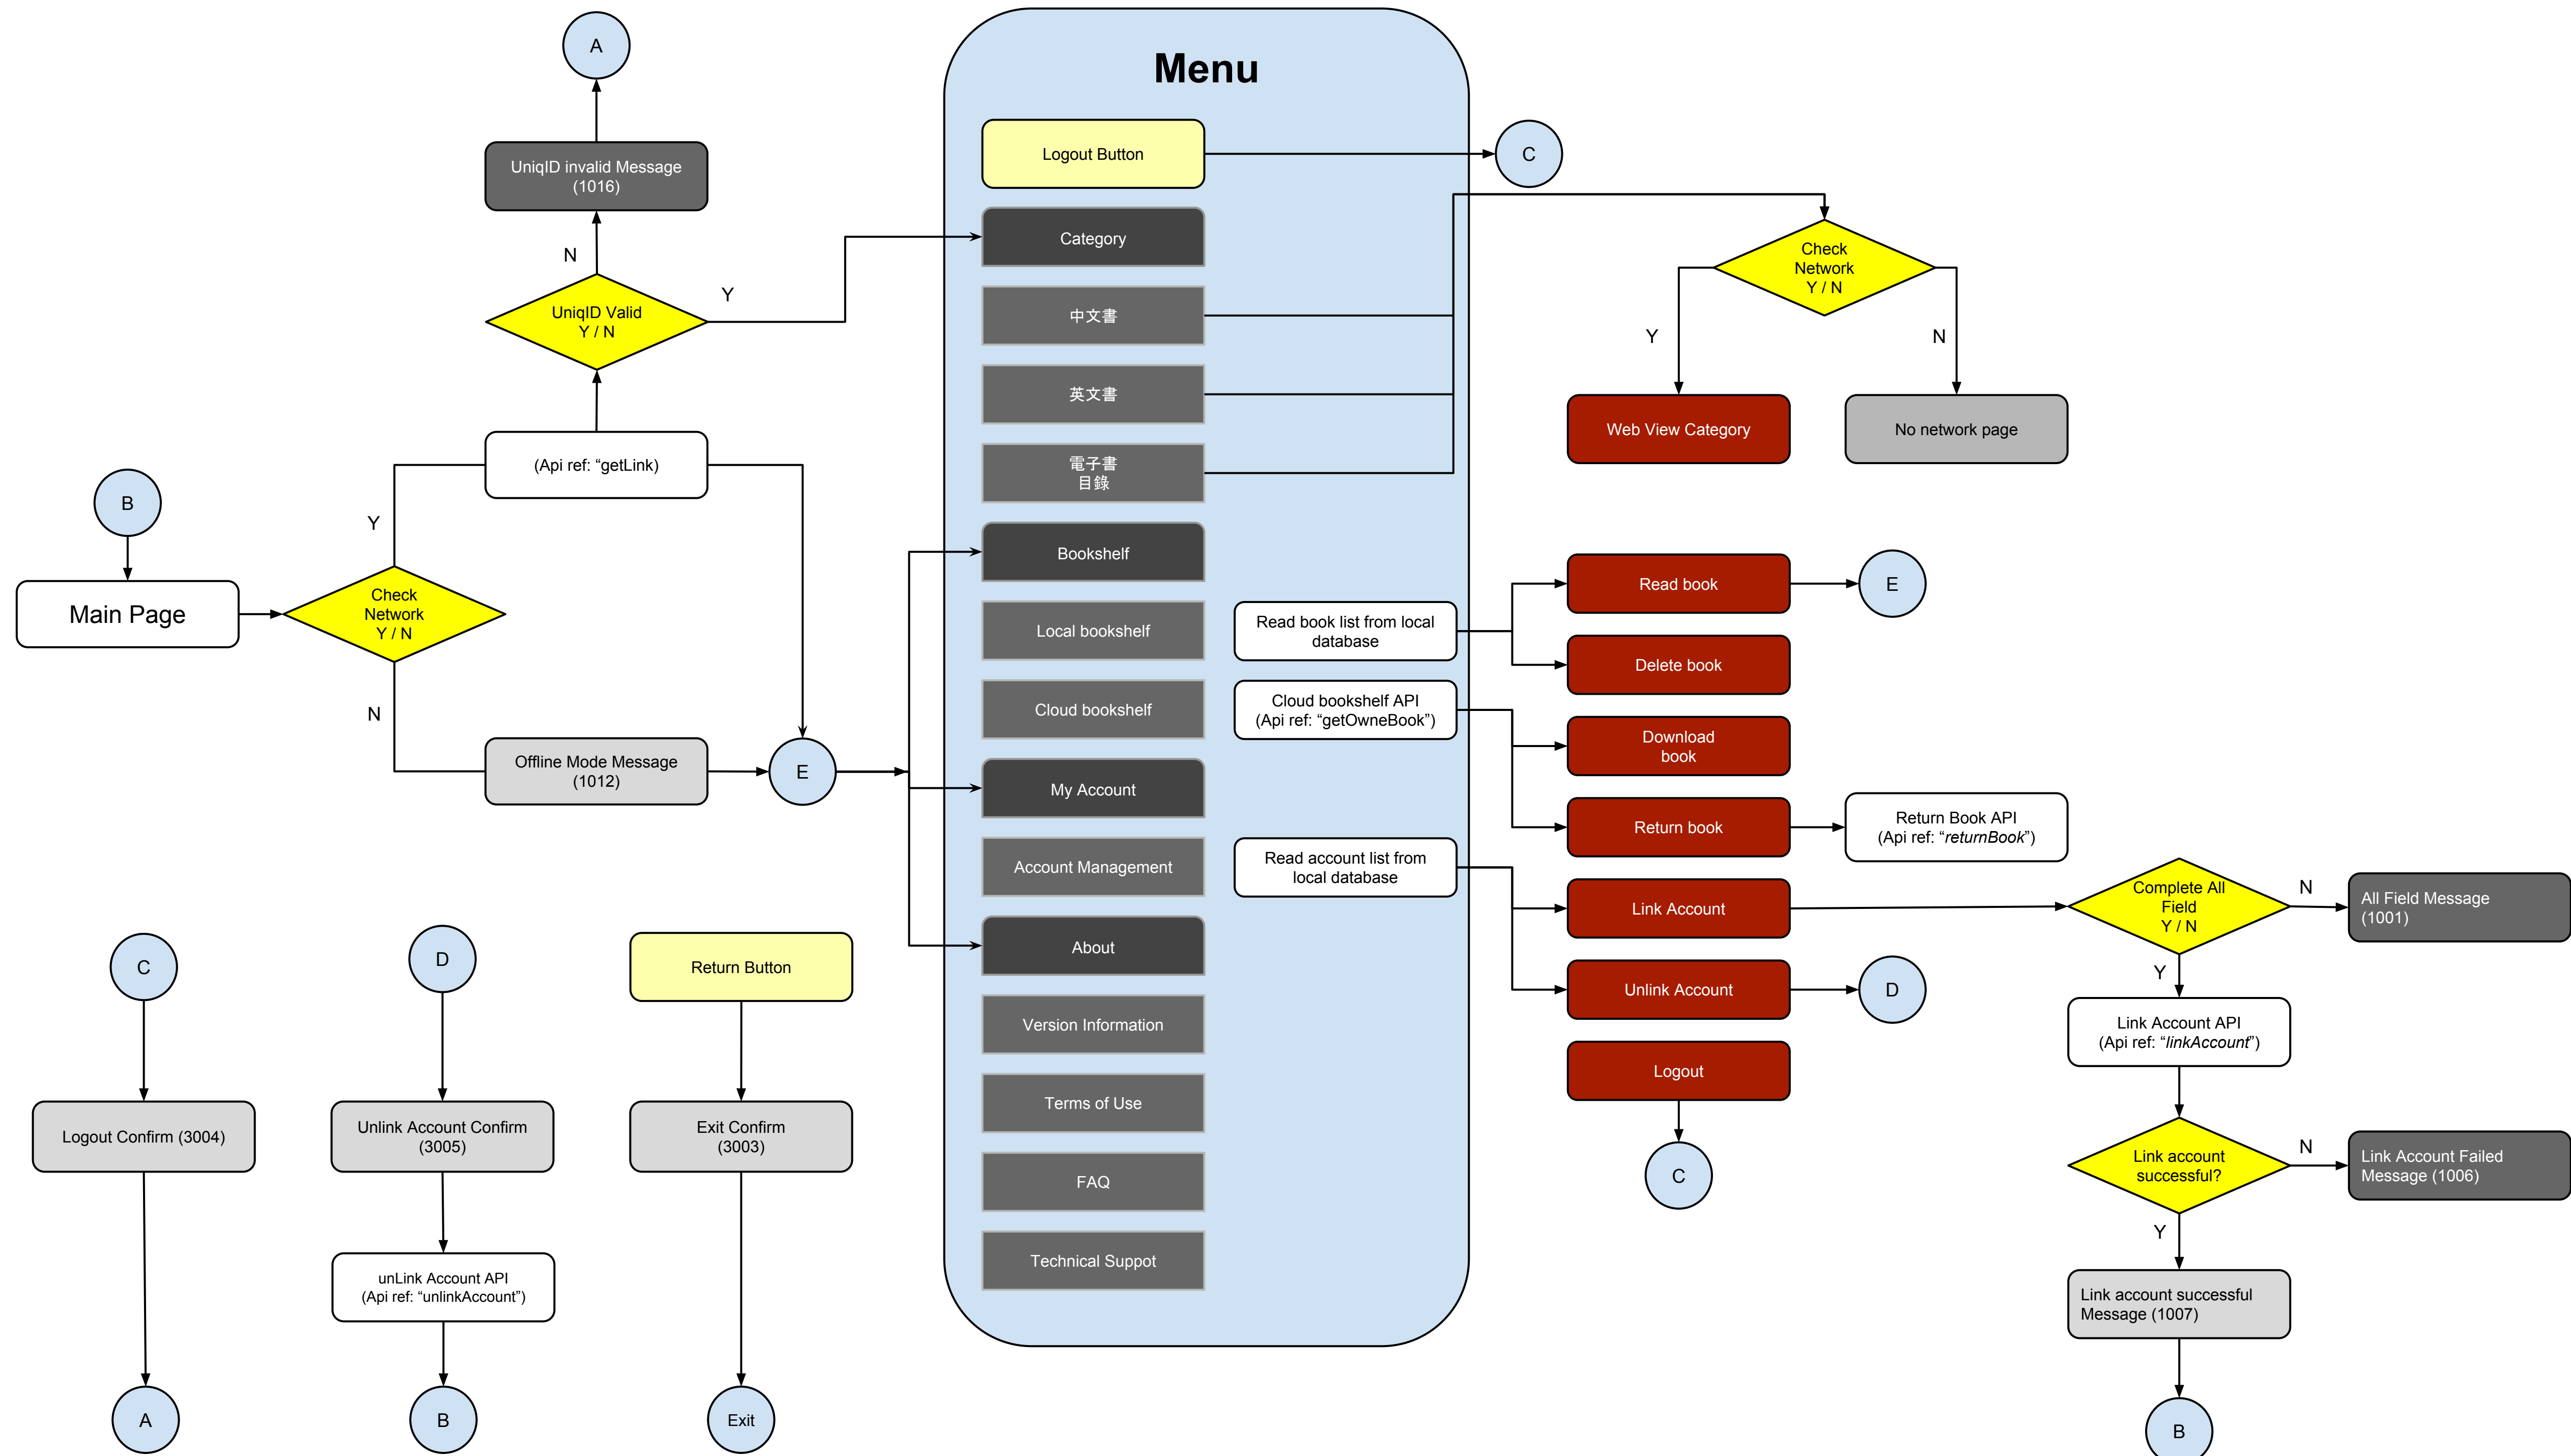 A
UniqID invalid Message
(1016)
N
UniqID Valid
Y / N
Y
(Api ref: “getLink)
B
Main Page
Y
Check
Network
Y / N
N
Offline Mode Message
(1012)
E
C
Logout Confirm (3004)
A
D
Unlink Account Confirm
(3005)
unLink Account API
(Api ref: “unlinkAccount”)
B
Return Button
Exit Confirm
(3003)
Exit
Menu
Logout Button
Category
中文書
英文書
電子書
目錄
Bookshelf
Local bookshelf
Read book list from local
database
Cloud bookshelf
Cloud bookshelf API
(Api ref: “getOwneBook”)
My Account
Account Management
Read account list from
local database
About
Version Information
Terms of Use
FAQ
Technical Suppot
C
Check
Network
Y / N
Y
N
Web View Category
No network page
Read book
E
Delete book
Download
book
Return book
Return Book API
(Api ref: “returnBook”)
Link Account
Unlink Account
D
Logout
C
Complete All
Field
Y / N
N
All Field Message
(1001)
Y
Link Account API
(Api ref: “linkAccount”)
Link account
successful?
N
Link Account Failed
Message (1006)
Y
Link account successful
Message (1007)
B